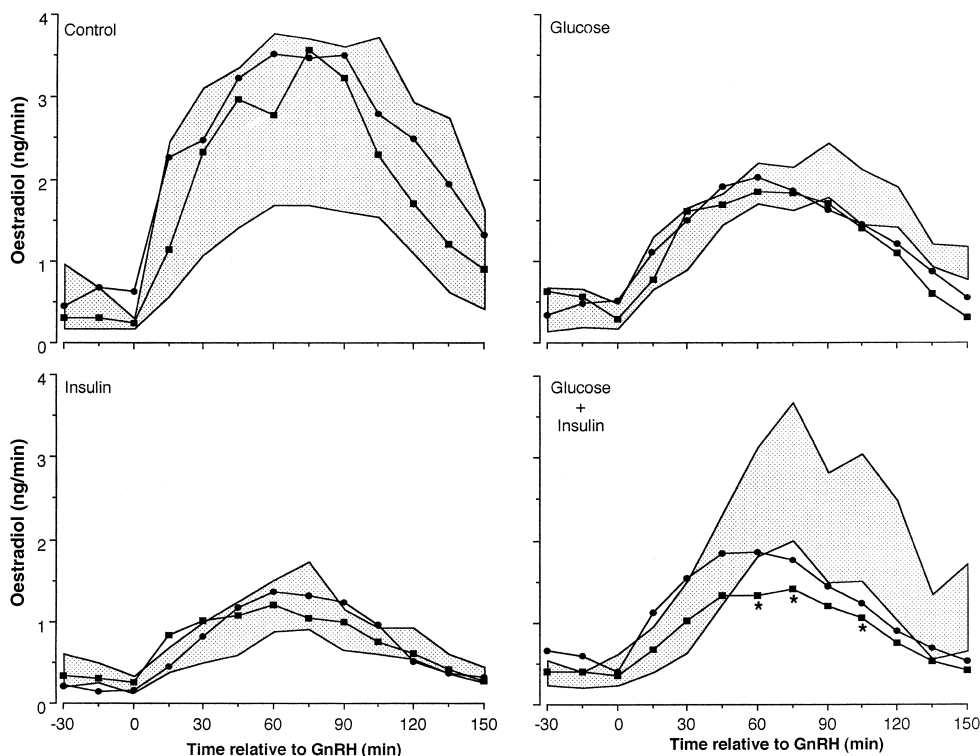 4
3
2
1
0
Oestradiol (ng/min)
Control
Glucose
4
3
2
1
0
Oestradiol (ng/min)
Insulin
-30 0 30 60 90 120 150
Time relative to GnRH (min)
Glucose
+
Insulin
* * *
-30 0 30 60 90 120 150
Time relative to GnRH (min)